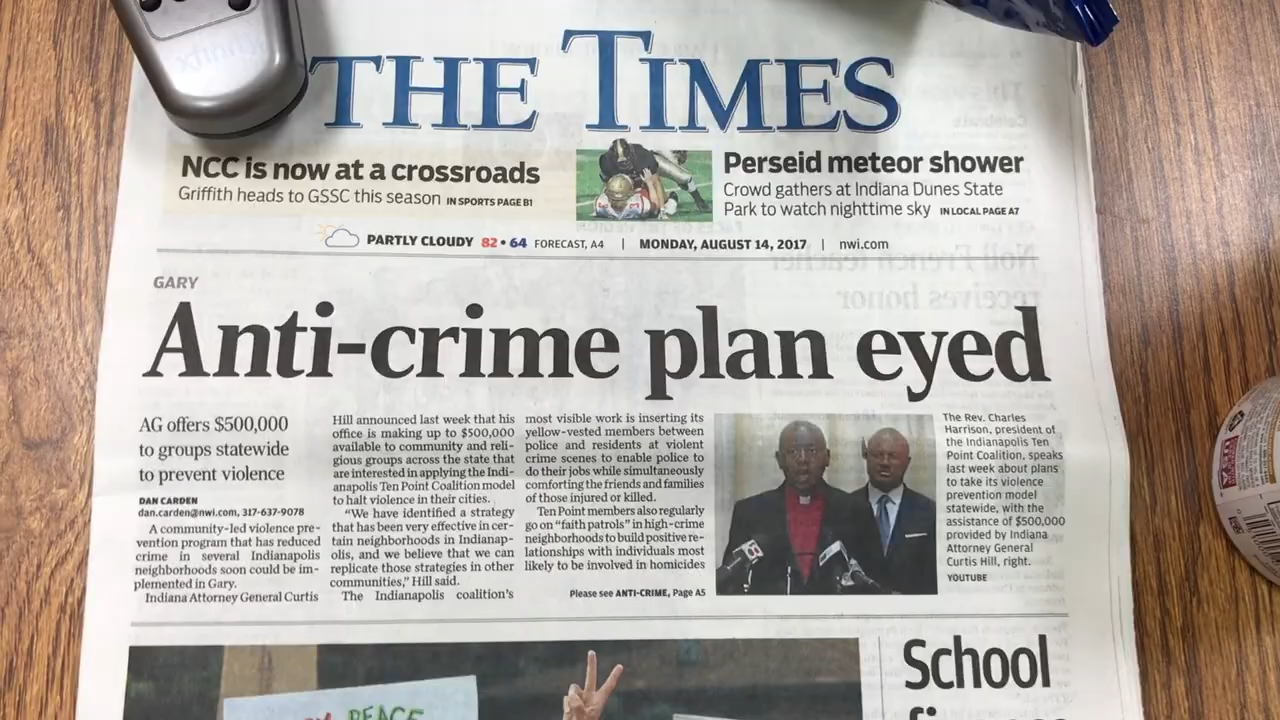 xfinity
THE TIMES
NCC is now at a crossroads
Griffith heads to GSSC this season IN SPORTS PAGE B1
Perseid meteor shower
Crowd gathers at Indiana Dunes State
Park to watch nighttime sky IN LOCAL PAGE A7
PARTLY CLOUDY 82 • 64 FORECAST, A4 | MONDAY, AUGUST 14, 2017 | nwi.com
GARY
Anti-crime plan eyed
AG offers $500,000
to groups statewide
to prevent violence
DAN CARDEN
dan.carden@nwi.com, 317-637-9078
A community-led violence pre-
vention program that has reduced
crime in several Indianapolis
neighborhoods soon could be im-
plemented in Gary.
Indiana Attorney General Curtis
Hill announced last week that his
office is making up to $500,000
available to community and reli-
gious groups across the state that
are interested in applying the Indi-
anapolis Ten Point Coalition model
to halt violence in their cities.
“We have identified a strategy
that has been very effective in cer-
tain neighborhoods in Indianap-
olis, and we believe that we can
replicate those strategies in other
communities,” Hill said.
The Indianapolis coalition’s
most visible work is inserting its
yellow-vested members between
police and residents at violent
crime scenes to enable police to
do their jobs while simultaneously
comforting the friends and families
of those injured or killed.
Ten Point members also regularly
go on “faith patrols” in high-crime
neighborhoods to build positive re-
lationships with individuals most
likely to be involved in homicides
Please see ANTI-CRIME, Page A5
The Rev. Charles
Harrison, president of
the Indianapolis Ten
Point Coalition, speaks
last week about plans
to take its violence
prevention model
statewide, with the
assistance of $500,000
provided by Indiana
Attorney General
Curtis Hill, right.
YOUTUBE
PEACE
School